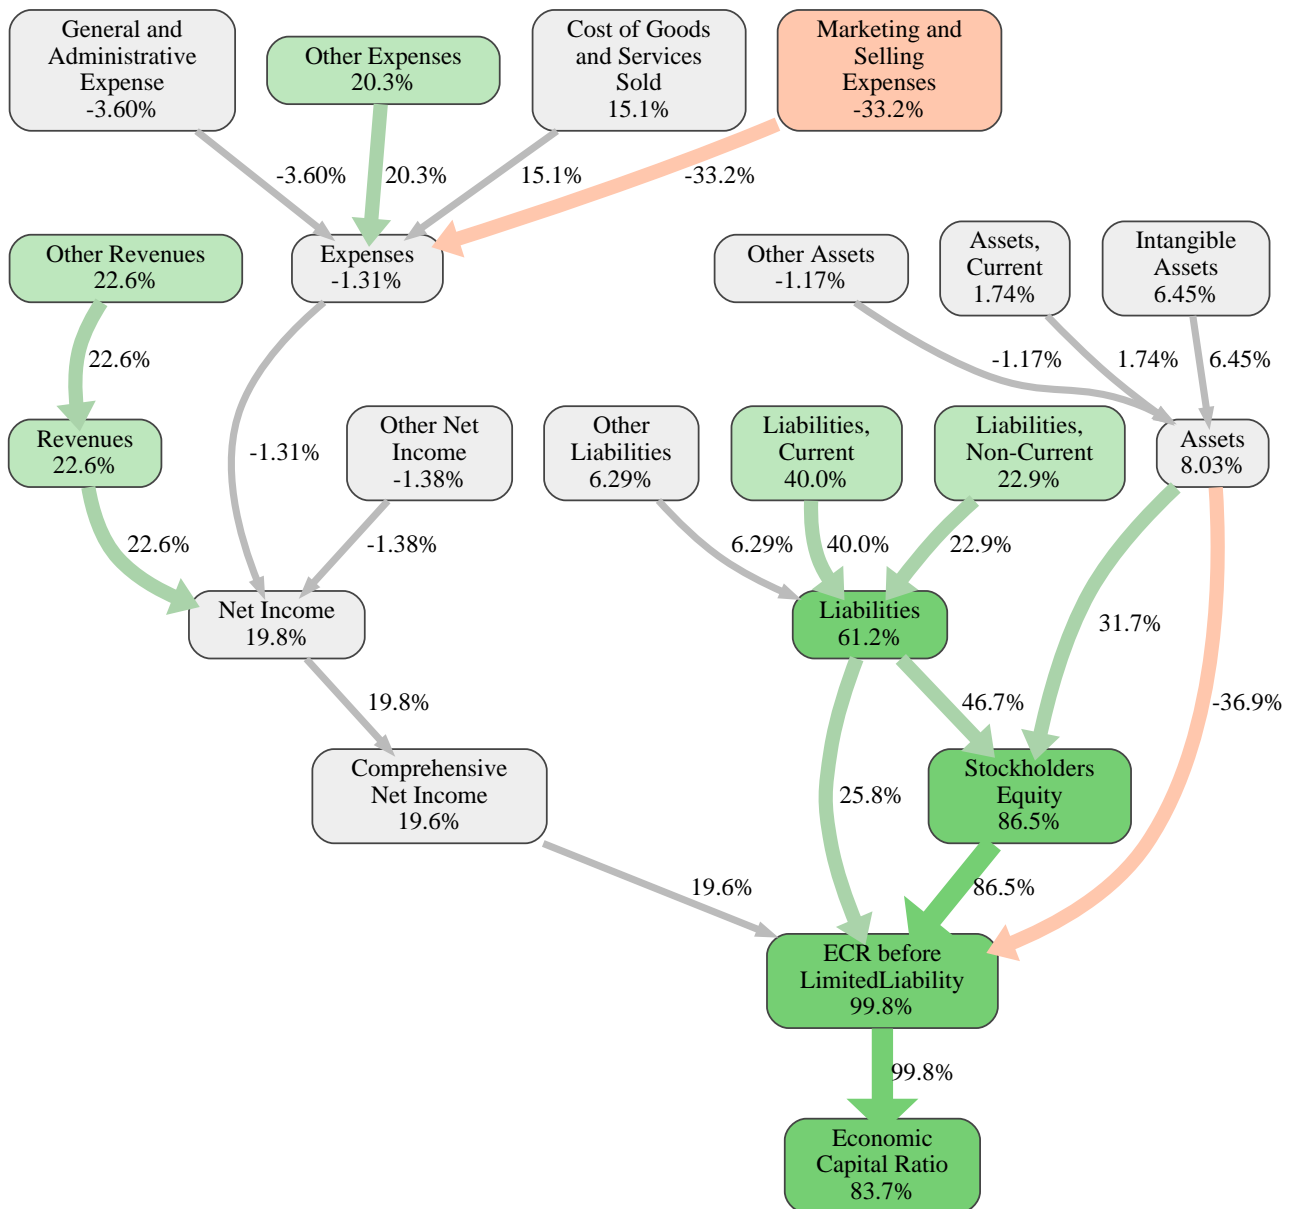 General and
Administrative
Expense
-3.60%
Other Expenses
20.3%
Cost of Goods
and Services
Sold
15.1%
Marketing and
Selling
Expenses
-33.2%
-3.60%
20.3%
15.1%
-33.2%
Other Revenues
22.6%
Expenses
-1.31%
Other Assets
-1.17%
Assets,
Current
1.74%
Intangible
Assets
6.45%
22.6%
-1.17%
1.74%
6.45%
Revenues
22.6%
-1.31%
Other Net
Income
-1.38%
Other
Liabilities
6.29%
Liabilities,
Current
40.0%
Liabilities,
Non-Current
22.9%
Assets
8.03%
22.6%
-1.38%
6.29%
40.0%
22.9%
Net Income
19.8%
Liabilities
61.2%
31.7%
19.8%
46.7%
-36.9%
Comprehensive
Net Income
19.6%
25.8%
Stockholders
Equity
86.5%
19.6%
86.5%
ECR before
LimitedLiability
99.8%
99.8%
Economic
Capital Ratio
83.7%